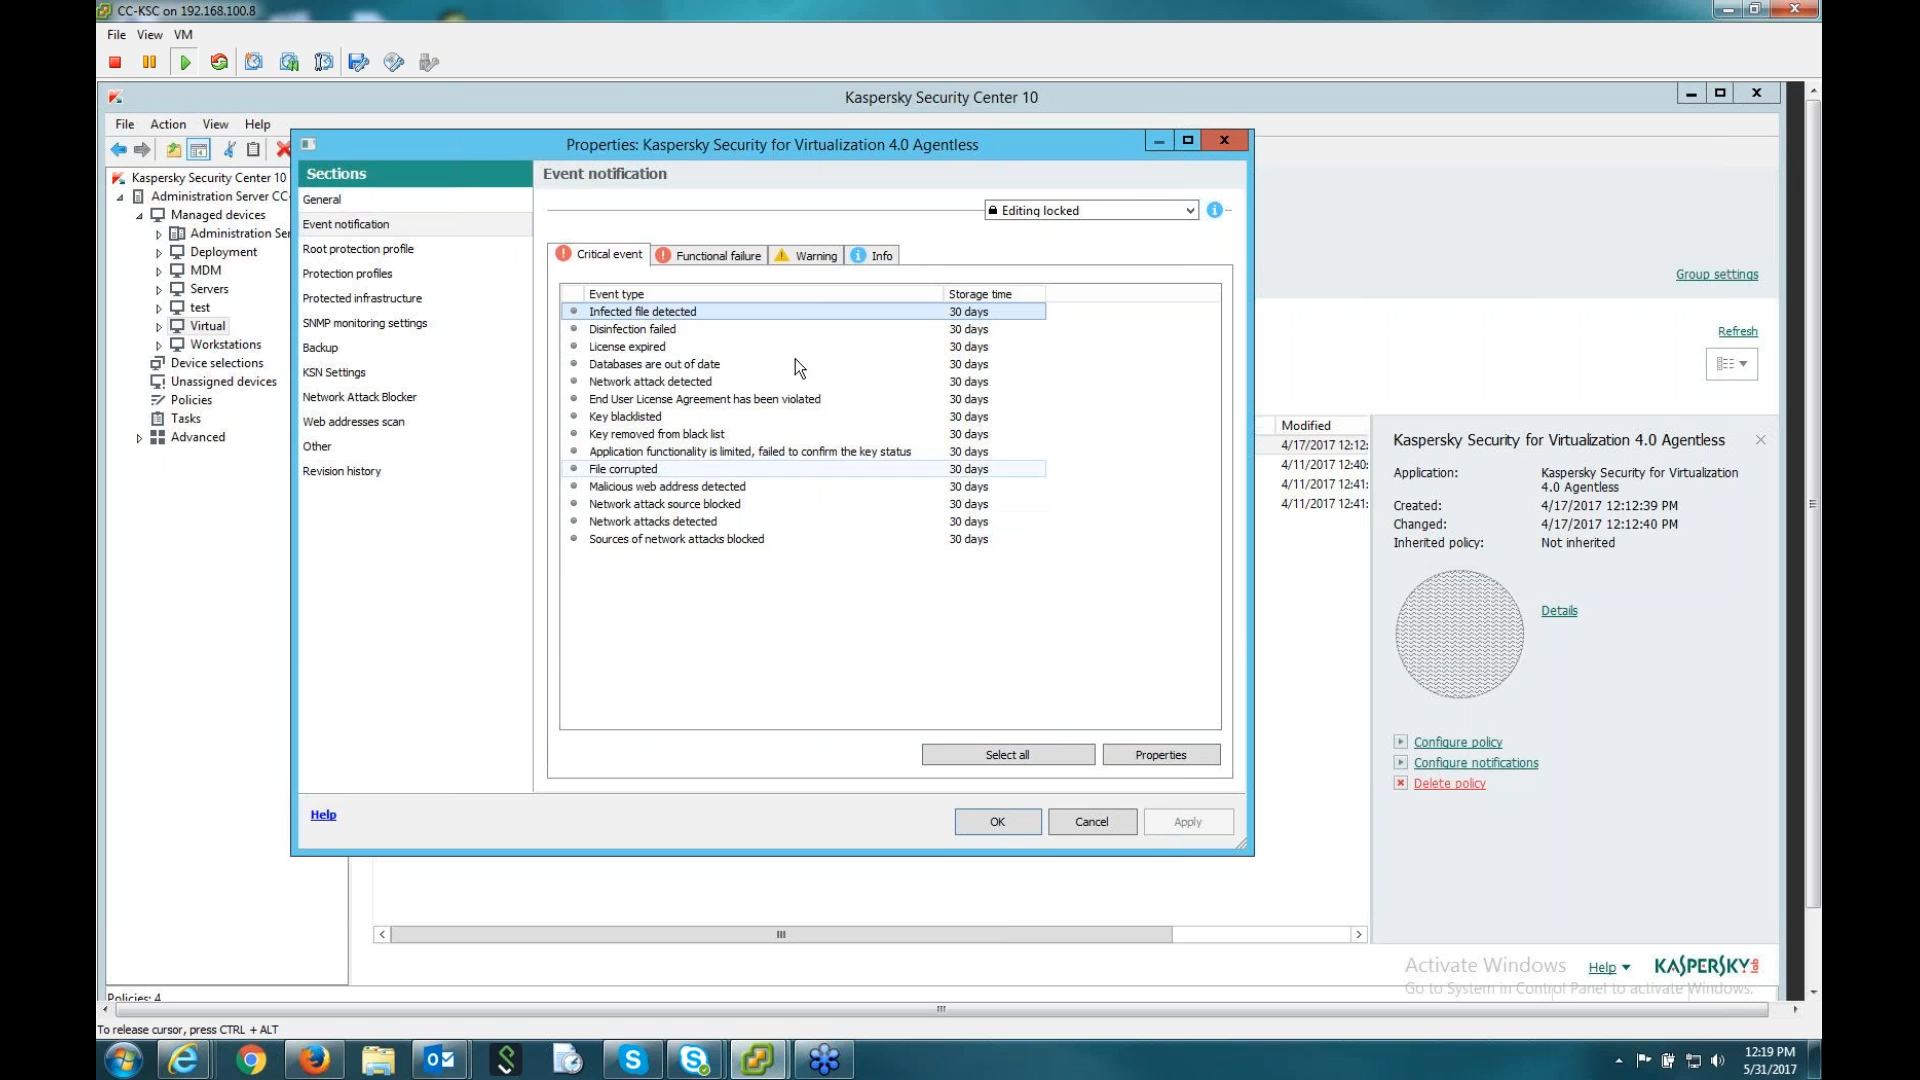 CC-KSC on 192.168.100.8
File View VM
Kaspersky Security Center 10
File Action View Help
Properties: Kaspersky Security for Virtualization 4.0 Agentless
Kaspersky Security Center 10
Administration Server CC-
Managed devices
Administration Ser
Deployment
MDM
Servers
test
Virtual
Workstations
Device selections
Unassigned devices
Policies
Tasks
Advanced
Policies: 4
Sections
General
Event notification
Root protection profile
Protection profiles
Protected infrastructure
SNMP monitoring settings
Backup
KSN Settings
Network Attack Blocker
Web addresses scan
Other
Revision history
Event notification
Editing locked
Critical event Functional failure Warning Info
Event type Storage time
Infected file detected 30 days
Disinfection failed 30 days
License expired 30 days
Databases are out of date 30 days
Network attack detected 30 days
End User License Agreement has been violated 30 days
Key blacklisted 30 days
Key removed from black list 30 days
Application functionality is limited, failed to confirm the key status 30 days
File corrupted 30 days
Malicious web address detected 30 days
Network attack source blocked 30 days
Network attacks detected 30 days
Sources of network attacks blocked 30 days
Select all Properties
Help
OK Cancel Apply
Group settings
Refresh
Modified
4/17/2017 12:12:
4/11/2017 12:40:
4/11/2017 12:41:
4/11/2017 12:41:
Kaspersky Security for Virtualization 4.0 Agentless
Application: Kaspersky Security for Virtualization
4.0 Agentless
Created: 4/17/2017 12:12:39 PM
Changed: 4/17/2017 12:12:40 PM
Inherited policy: Not inherited
Details
Configure policy
Configure notifications
Delete policy
Activate Windows
Go to System in Control Panel to activate Windows.
Help
KASPERSKY lab
To release cursor, press CTRL + ALT
12:19 PM
5/31/2017